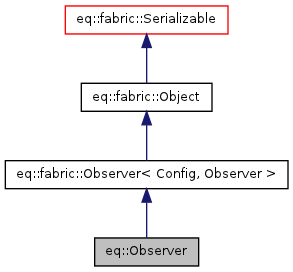 eq::fabric::Serializable
eq::fabric::Object
eq::fabric::Observer< Config, Observer >
eq::Observer